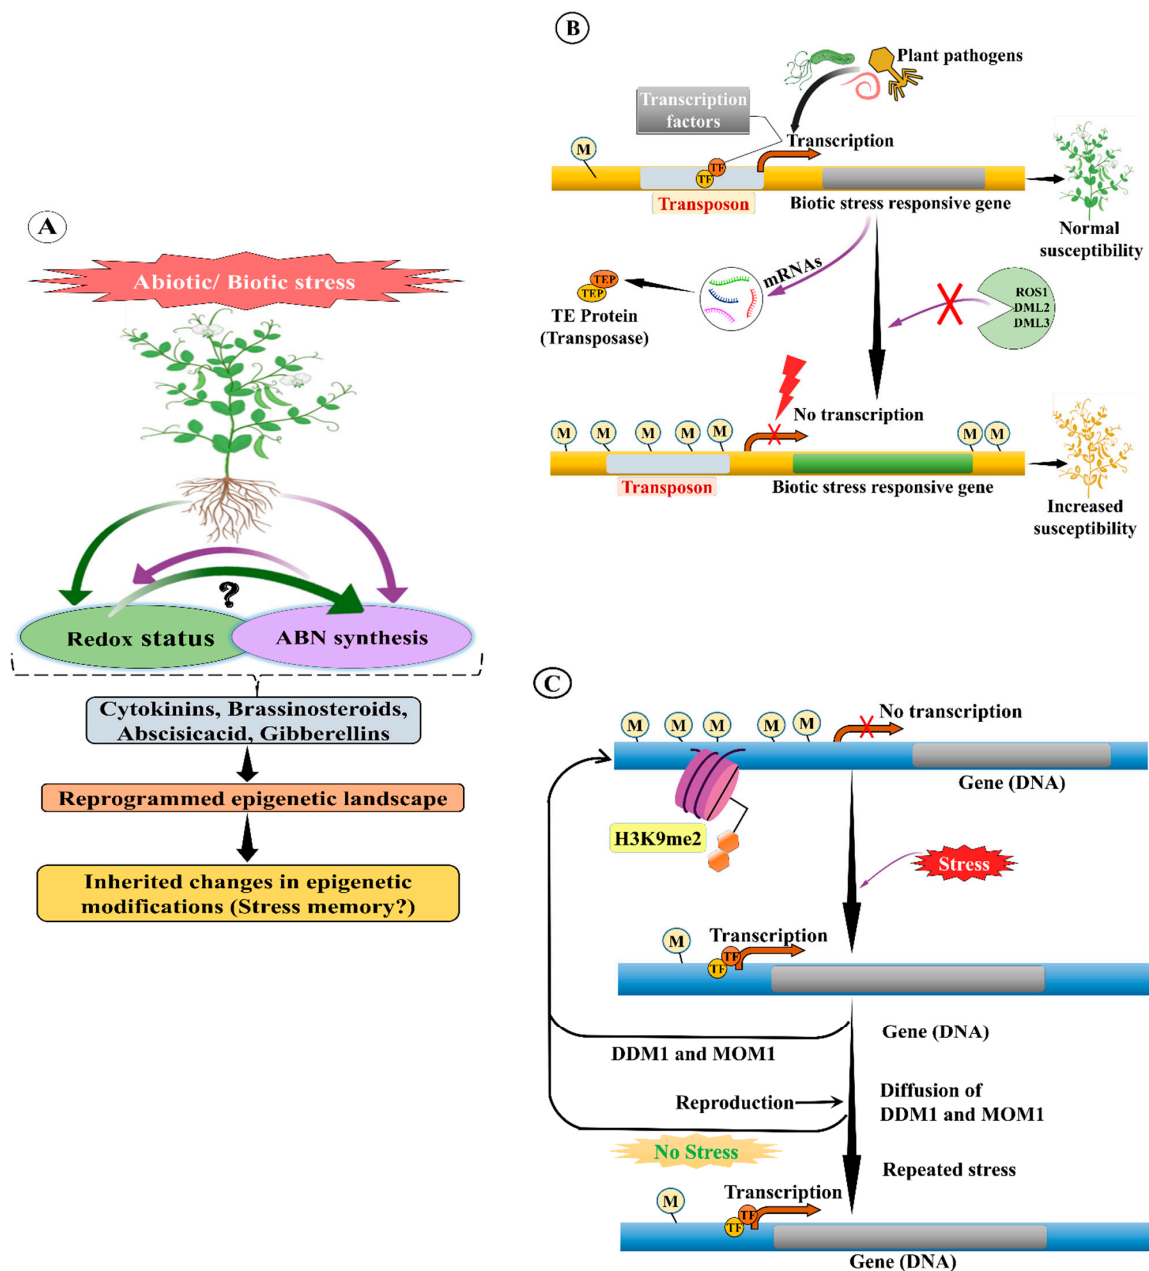 A
Abiotic/ Biotic stress
?
Redox status
ABN synthesis
Cytokinins, Brassinosteroids,
Abscisicacid, Gibberellins
Reprogrammed epigenetic landscape
Inherited changes in epigenetic
modifications (Stress memory?)
B
Plant pathogens
Transcription
factors
Transcription
M
TF
TF
Transposon
Biotic stress responsive gene
Normal
susceptibility
mRNAs
TEP
TEP
TE Protein
(Transposase)
ROS1
DML2
DML3
No transcription
M M M M M M M
Transposon
Biotic stress responsive gene
Increased
susceptibility
C
No transcription
M M M M M
Gene (DNA)
H3K9me2
Stress
Transcription
M
TF
TF
Gene (DNA)
DDM1 and MOM1
Reproduction
Diffusion of
DDM1 and MOM1
No Stress
Repeated stress
Transcription
M
TF
TF
Gene (DNA)